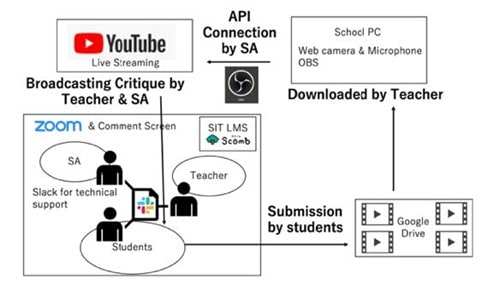 YouTube
Live Streaming
API
Connection
by SA
School PC
Web camera & Microphone
OBS
Broadcasting Critique by
Teacher & SA
Downloaded by Teacher
zoom & Comment Screen
SIT LMS
Scomb
SA
Teacher
Slack for technical
support
Students
Submission
by students
Google
Drive